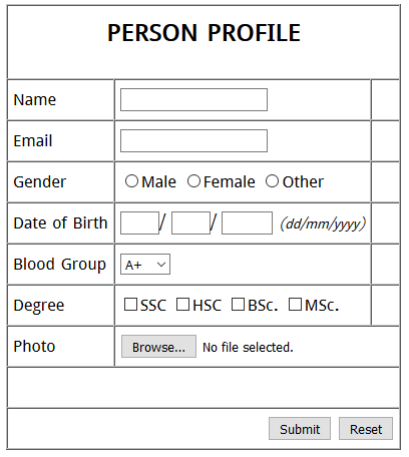 PERSON PROFILE
Name
Email
Gender Male Female Other
Date of Birth / / (dd/mm/yyyy)
Blood Group A+
Degree SSC HSC BSc. MSc.
Photo Browse... No file selected.
Submit Reset